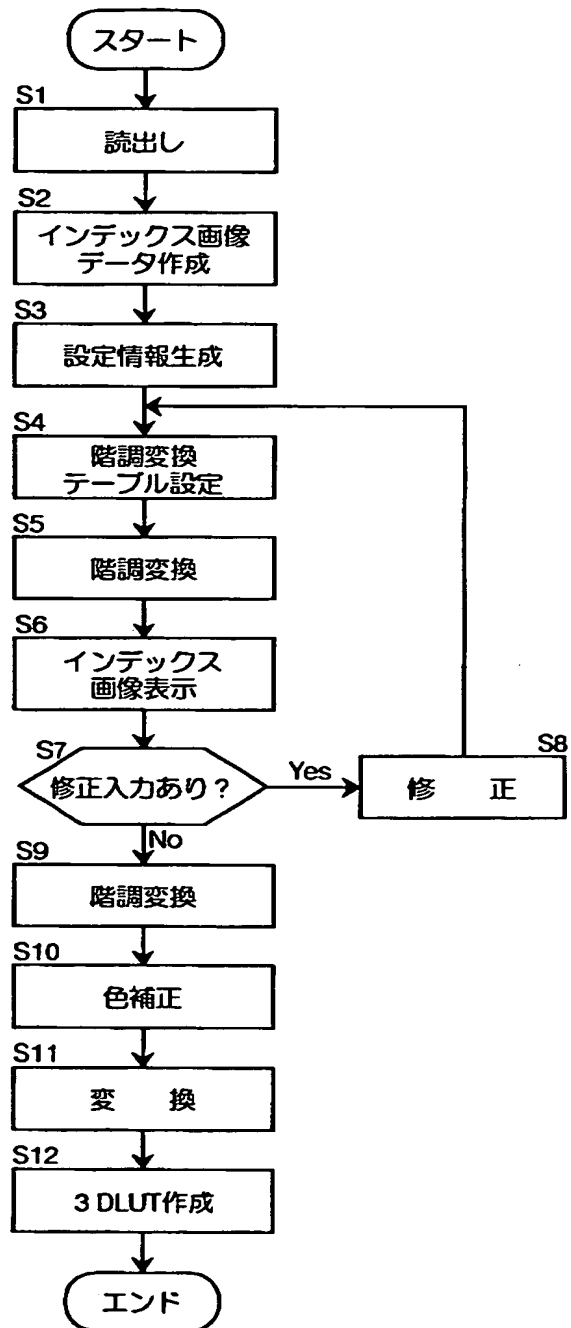 スタート
S1
読出し
S2
インデックス画像
データ作成
S3
設定情報生成
S4
階調変換
テーブル設定
S5
階調変換
S6
インデックス
画像表示
S7
修正入力あり?
Yes
S8
修 正
No
S9
階調変換
S10
色補正
S11
変 換
S12
3DLUT作成
エンド